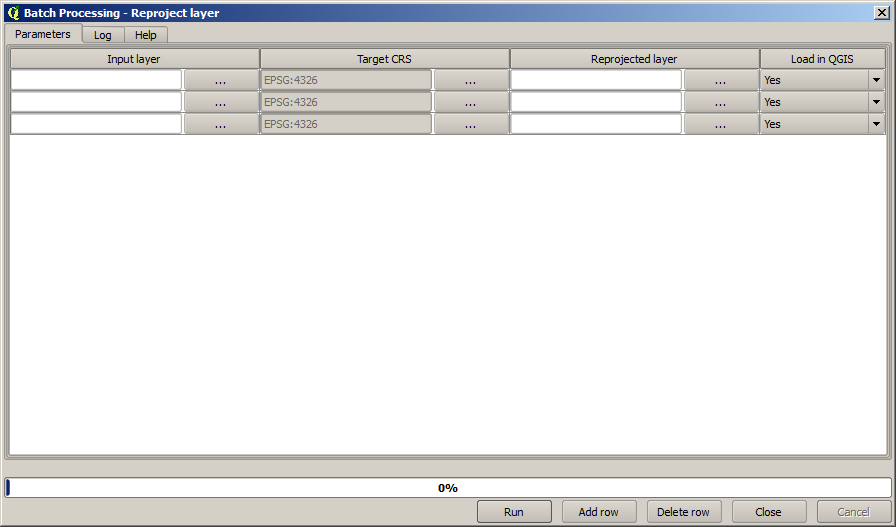 Batch Processing - Reproject layer
Parameters Log Help
Input layer Target CRS Reprojected layer Load in QGIS
... EPSG:4326 ... ... Yes
... EPSG:4326 ... ... Yes
... EPSG:4326 ... ... Yes
0%
Run Add row Delete row Close Cancel